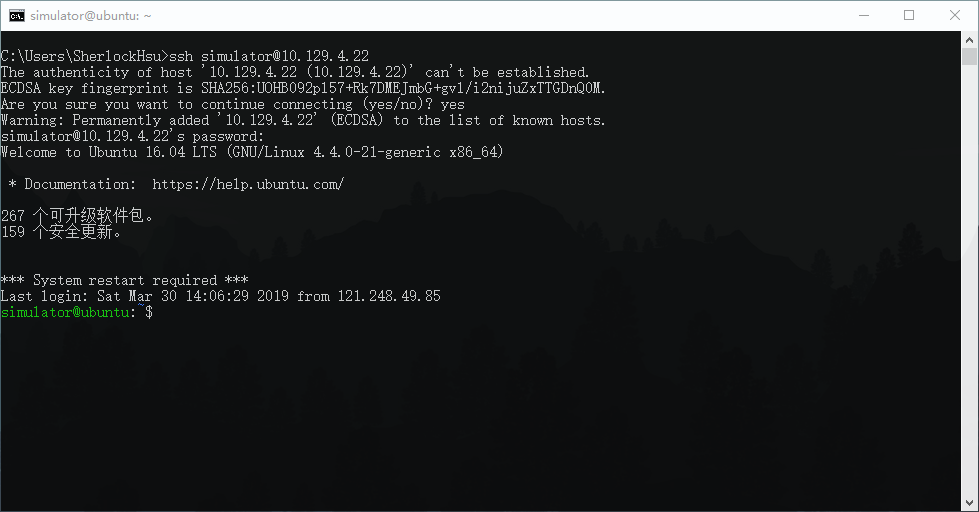 simulator@ubuntu: ~
C:\Users\SherlockHsu>ssh simulator@10.129.4.22
The authenticity of host '10.129.4.22 (10.129.4.22)' can't be established.
ECDSA key fingerprint is SHA256:UOHB092p157+Rk7DMEJmbG+gvl/i2nijuZxTTGDnQ0M.
Are you sure you want to continue connecting (yes/no)? yes
Warning: Permanently added '10.129.4.22' (ECDSA) to the list of known hosts.
simulator@10.129.4.22's password:
Welcome to Ubuntu 16.04 LTS (GNU/Linux 4.4.0-21-generic x86_64)
* Documentation:  https://help.ubuntu.com/
267 个可升级软件包。
159 个安全更新。
*** System restart required ***
Last login: Sat Mar 30 14:06:29 2019 from 121.248.49.85
simulator@ubuntu:~$